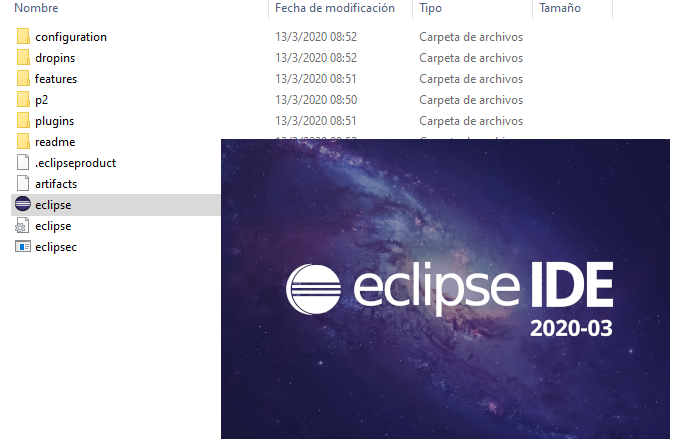 Nombre Fecha de modificación Tipo Tamaño
configuration 13/3/2020 08:52 Carpeta de archivos
dropins 13/3/2020 08:52 Carpeta de archivos
features 13/3/2020 08:51 Carpeta de archivos
p2 13/3/2020 08:50 Carpeta de archivos
plugins 13/3/2020 08:51 Carpeta de archivos
readme
.eclipseproduct
artifacts
eclipse
eclipse
eclipsec
eclipse IDE
2020-03